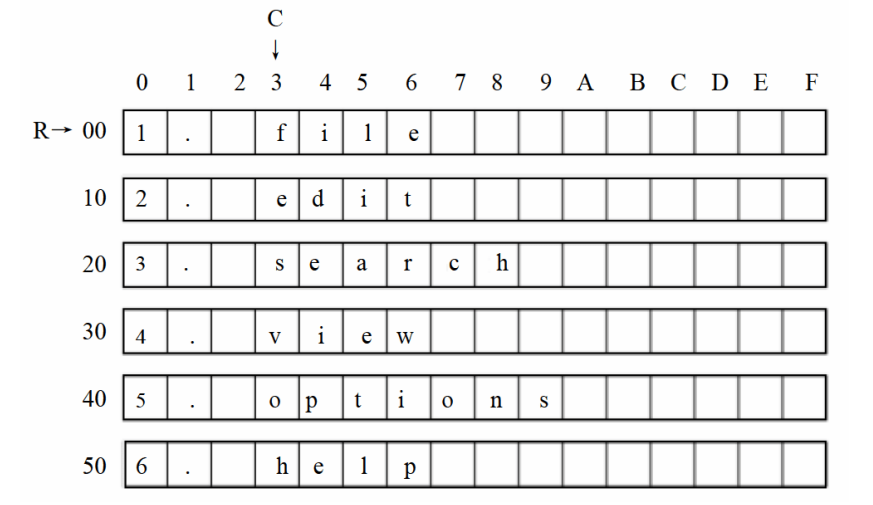 C
↓
0 1 2 3 4 5 6 7 8 9 A B C D E F
R→ 00 1 . f i l e
10 2 . e d i t
20 3 . s e a r c h
30 4 . v i e w
40 5 . o p t i o n s
50 6 . h e l p